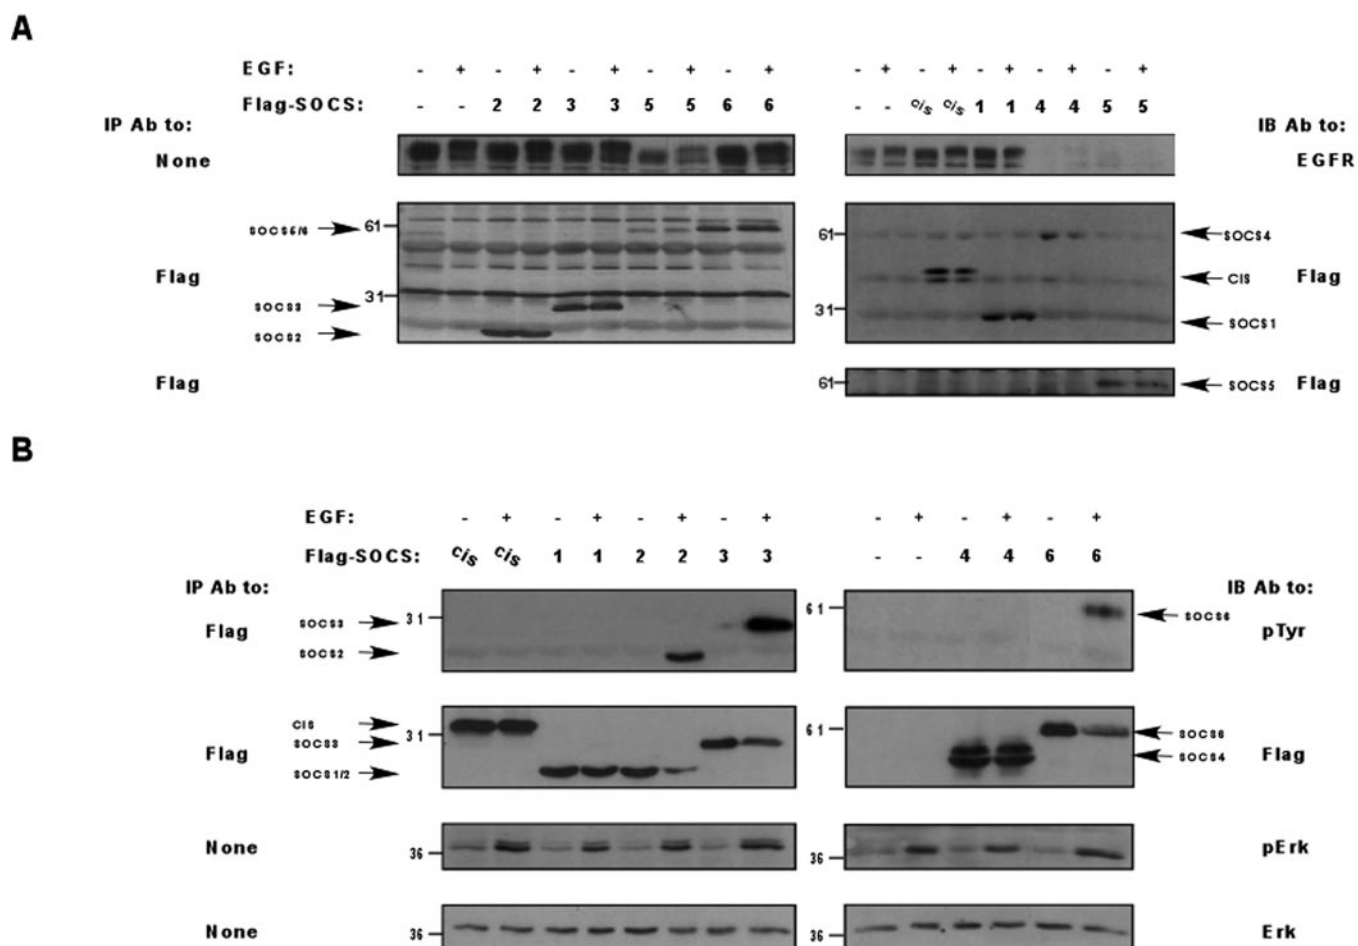 A
EGF: - + - + - + - + - + - + - + - + - + - +
Flag-SOCS: - - 2 2 3 3 5 5 6 6 - - cis cis 1 1 4 4 5 5
IP Ab to: IB Ab to:
None EGFR
SOCS5/6 61 61 SOCS4
Flag CIS Flag
31
SOCS3 31
SOCS2 SOCS1
Flag 61 SOCS5 Flag
B
EGF: - + - + - + - + - + - + - +
Flag-SOCS: cis cis 1 1 2 2 3 3 - - 4 4 6 6
IP Ab to: IB Ab to:
SOCS3 31 61 SOCS6
Flag pTyr
SOCS2
CIS 61 SOCS6
31
Flag SOCS3 SOCS4 Flag
SOCS1/2
None 36 36 pErk
None 36 36 Erk